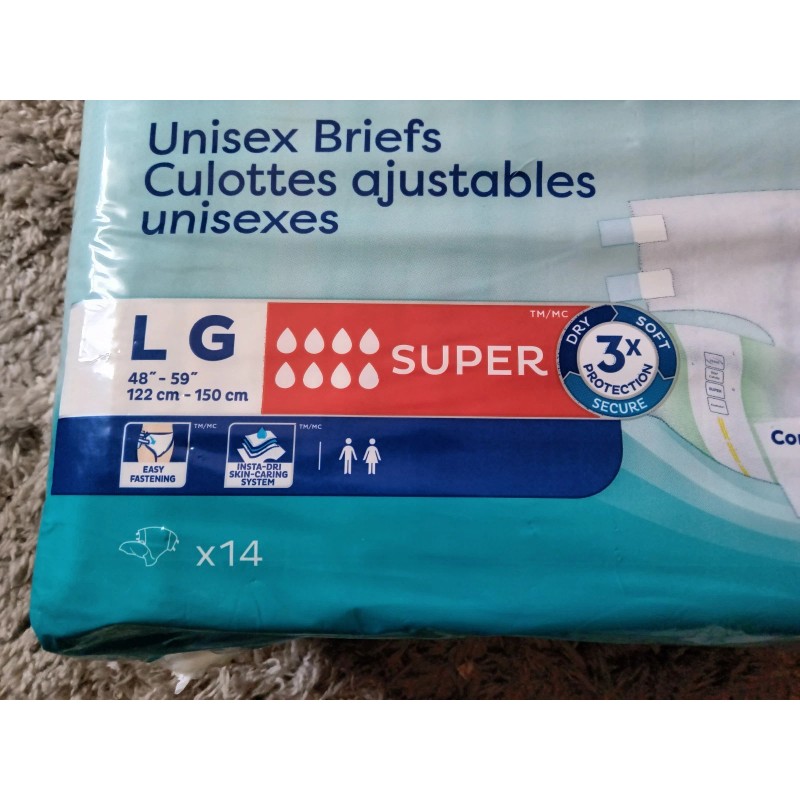 Unisex Briefs
Culottes ajustables
unisexes
L G
48″ - 59″
122 cm - 150 cm
SUPER TM/MC
DRY SOFT
3x
PROTECTION
SECURE
EASY
FASTENING
TM/MC
INSTA-DRI
SKIN-CARING
SYSTEM
TM/MC
x14